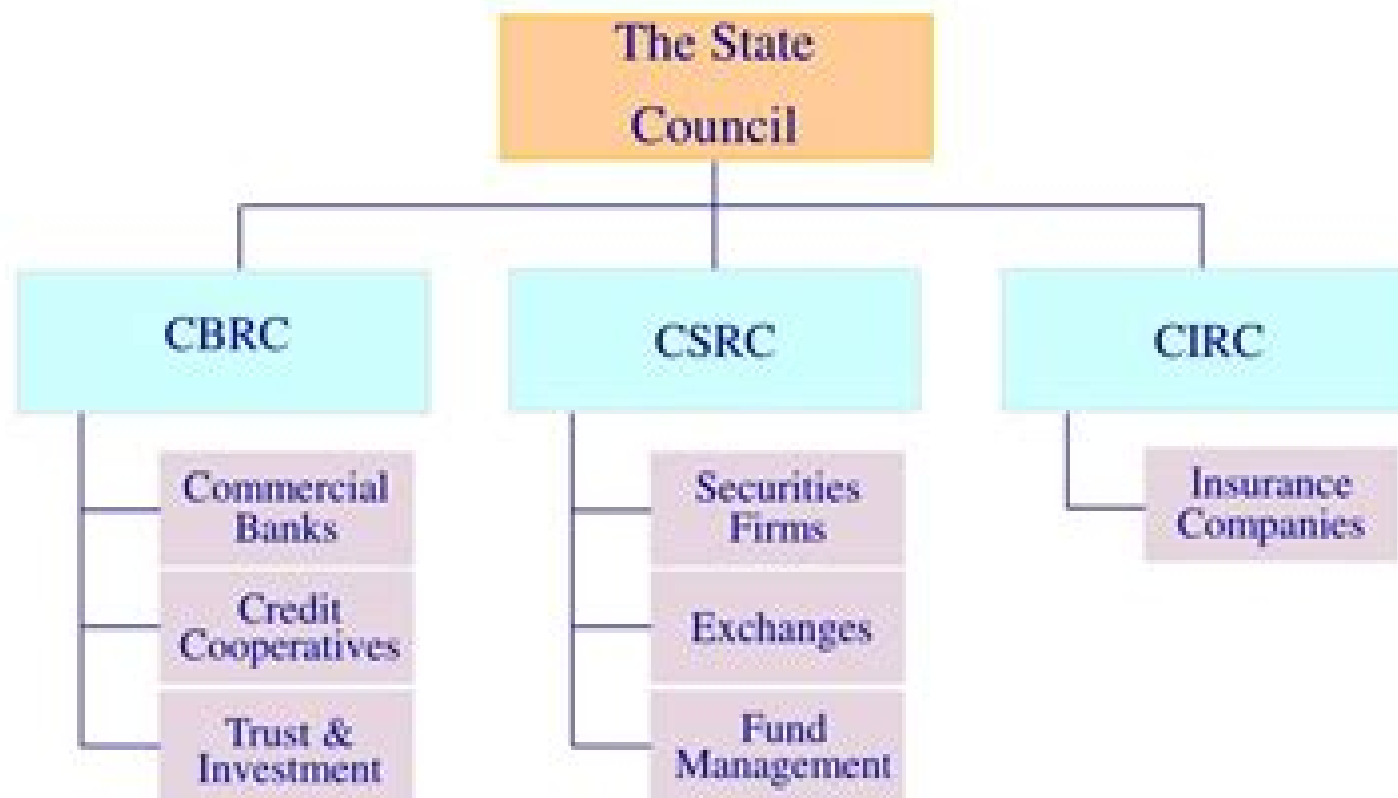 The State
Council
CBRC
CSRC
CIRC
Commercial
Banks
Credit
Cooperatives
Trust &
Investment
Securities
Firms
Exchanges
Fund
Management
Insurance
Companies